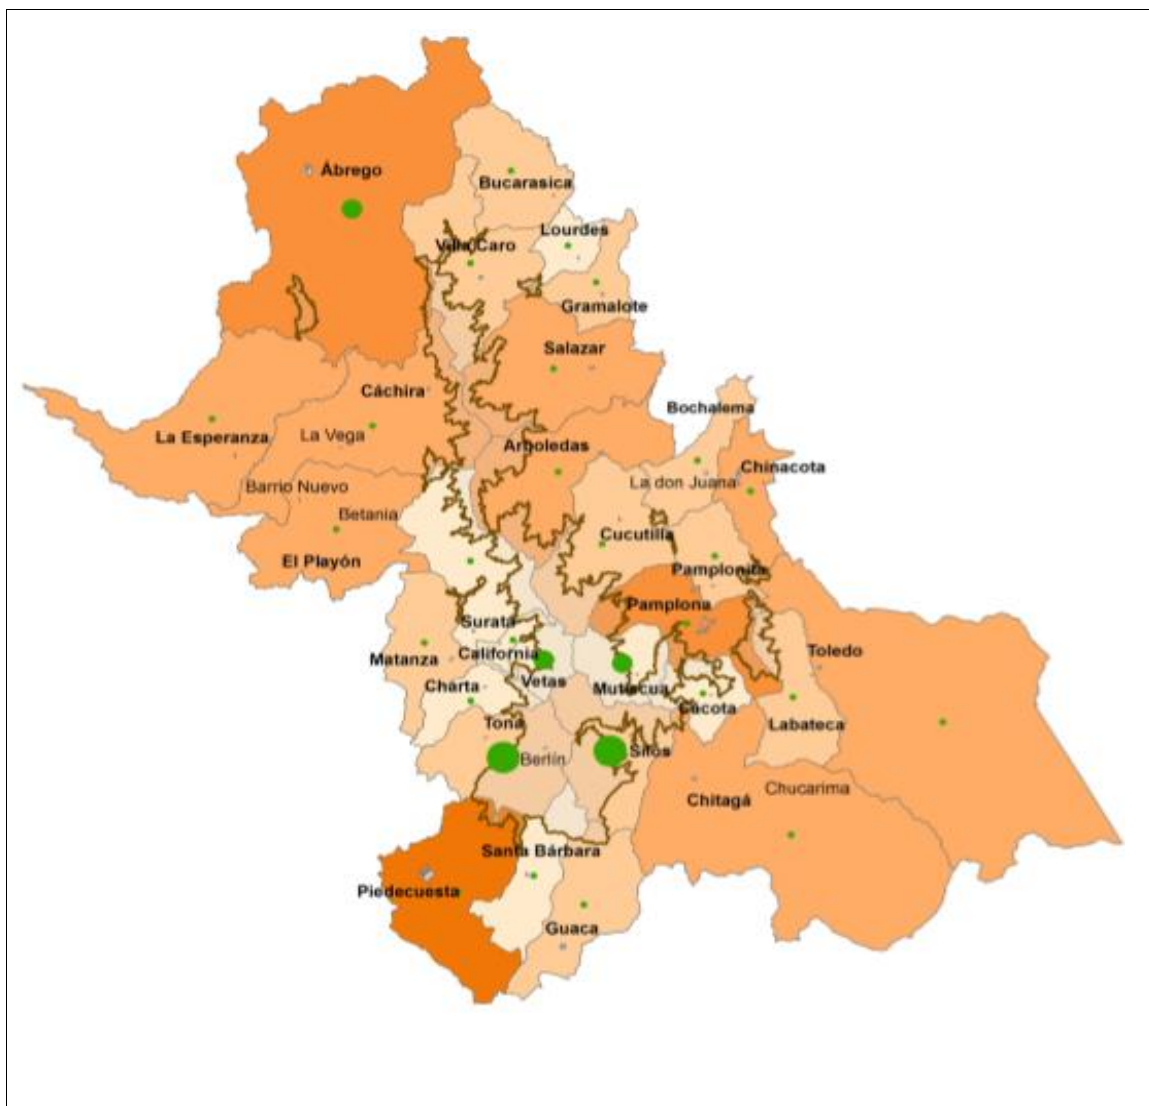 Ábrego
Bucarasica
Lourdes
Villa Caro
Gramalote
Salazar
Cáchira
Bochalema
La Esperanza
La Vega
Arboledas
Chinacota
La don Juana
Barrio Nuevo
Betania
Cucutilla
El Playón
Pamplonita
Pamplona
Surata
Toledo
California
Matanza
Vetas
Mutiscua
Charta
Cacota
Labateca
Tona
Silos
Berlín
Chucarima
Chitagá
Santa Bárbara
Piedecuesta
Guaca